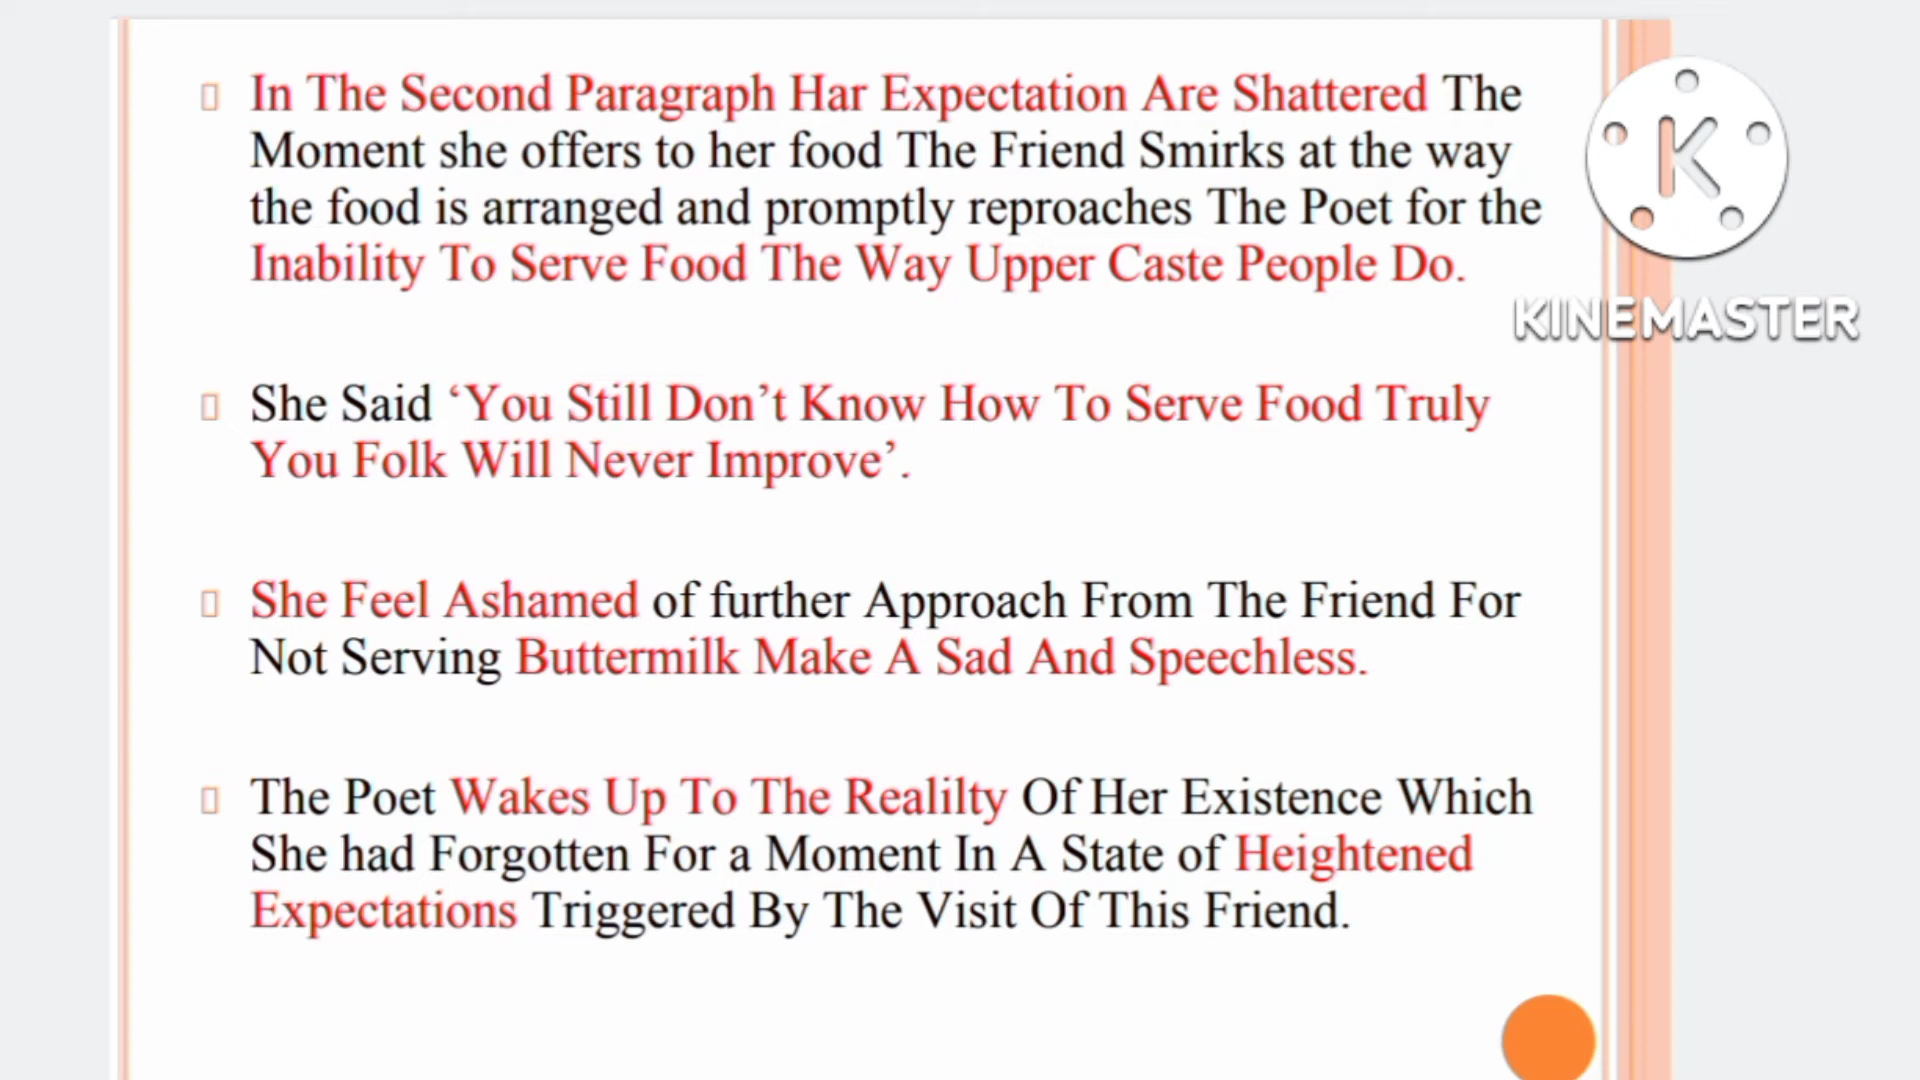 In The Second Paragraph Har Expectation Are Shattered The
Moment she offers to her food The Friend Smirks at the way
the food is arranged and promptly reproaches The Poet for the
Inability To Serve Food The Way Upper Caste People Do.
She Said ‘You Still Don’t Know How To Serve Food Truly
You Folk Will Never Improve’.
She Feel Ashamed of further Approach From The Friend For
Not Serving Buttermilk Make A Sad And Speechless.
The Poet Wakes Up To The Realilty Of Her Existence Which
She had Forgotten For a Moment In A State of Heightened
Expectations Triggered By The Visit Of This Friend.
K
KINEMASTER